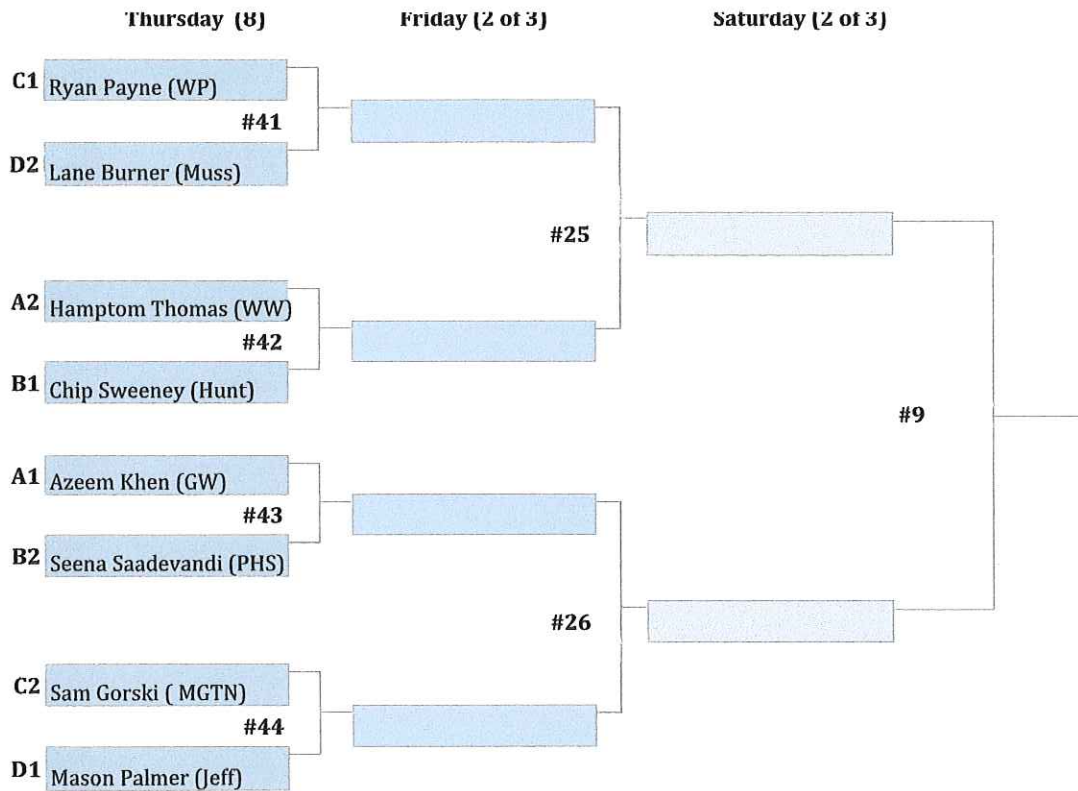 Thursday (8) Friday (2 of 3) Saturday (2 of 3)
C1 Ryan Payne (WP)
#41
D2 Lane Burner (Muss)
#25
A2 Hamptom Thomas (WW)
#42
B1 Chip Sweeney (Hunt)
#9
A1 Azeem Khen (GW)
#43
B2 Seena Saadevandi (PHS)
#26
C2 Sam Gorski ( MGTN)
#44
D1 Mason Palmer (Jeff)